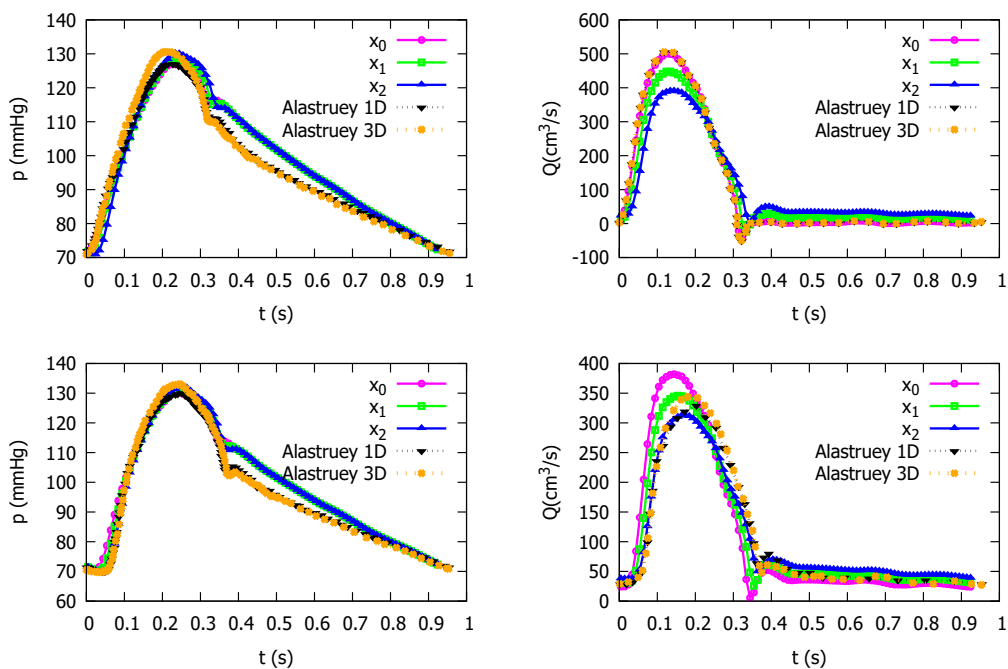 130
120
110
100
90
80
70
p (mmHg)
x0
x1
x2
Alastruey 1D
Alastruey 3D
0 0.1 0.2 0.3 0.4 0.5 0.6 0.7 0.8 0.9 1
t (s)
600
500
400
300
200
100
0
-100
Q(cm³/s)
x0
x1
x2
Alastruey 1D
Alastruey 3D
0 0.1 0.2 0.3 0.4 0.5 0.6 0.7 0.8 0.9 1
t (s)
140
130
120
110
100
90
80
70
60
p (mmHg)
x0
x1
x2
Alastruey 1D
Alastruey 3D
0 0.1 0.2 0.3 0.4 0.5 0.6 0.7 0.8 0.9 1
t (s)
400
350
300
250
200
150
100
50
0
Q(cm³/s)
x0
x1
x2
Alastruey 1D
Alastruey 3D
0 0.1 0.2 0.3 0.4 0.5 0.6 0.7 0.8 0.9 1
t (s)